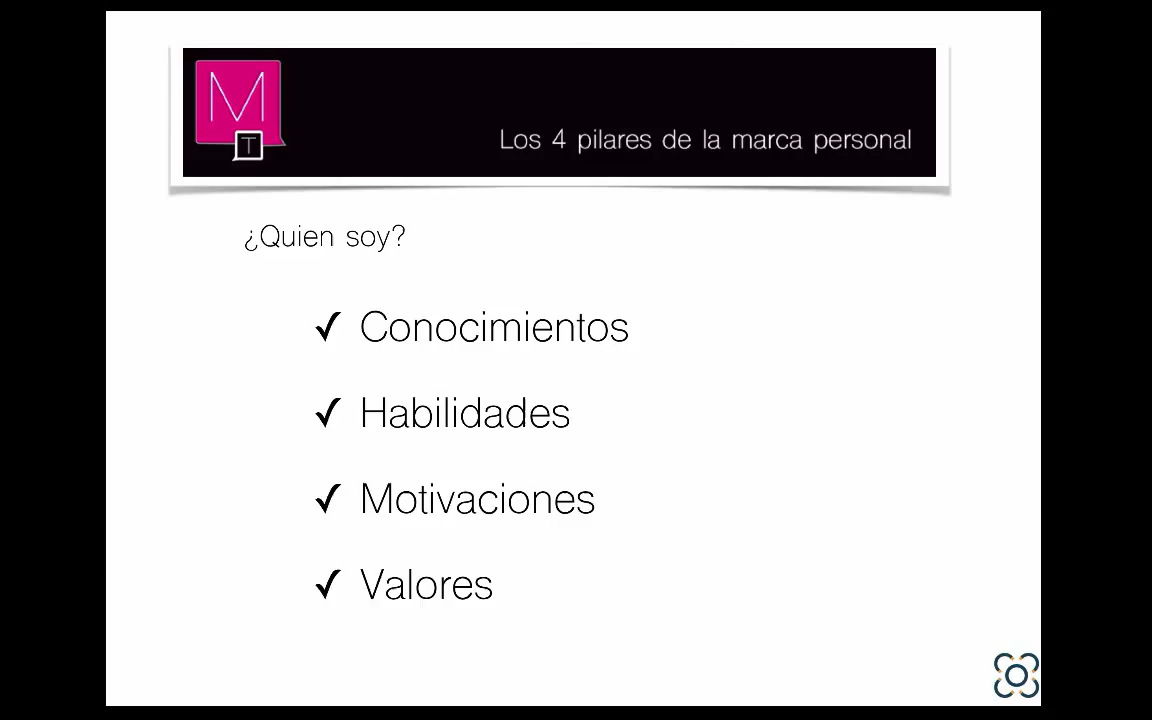 M
T
Los 4 pilares de la marca personal
¿Quien soy?
✓ Conocimientos
✓ Habilidades
✓ Motivaciones
✓ Valores